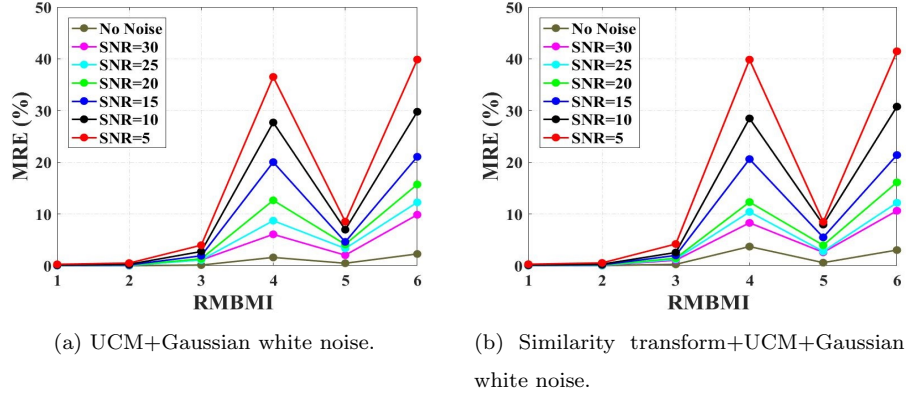 50
40
30
20
10
0
MRE (%)
No Noise
SNR=30
SNR=25
SNR=20
SNR=15
SNR=10
SNR=5
1 2 3 4 5 6
RMBMI
(a) UCM+Gaussian white noise.
50
40
30
20
10
0
MRE (%)
No Noise
SNR=30
SNR=25
SNR=20
SNR=15
SNR=10
SNR=5
1 2 3 4 5 6
RMBMI
(b) Similarity transform+UCM+Gaussian
white noise.